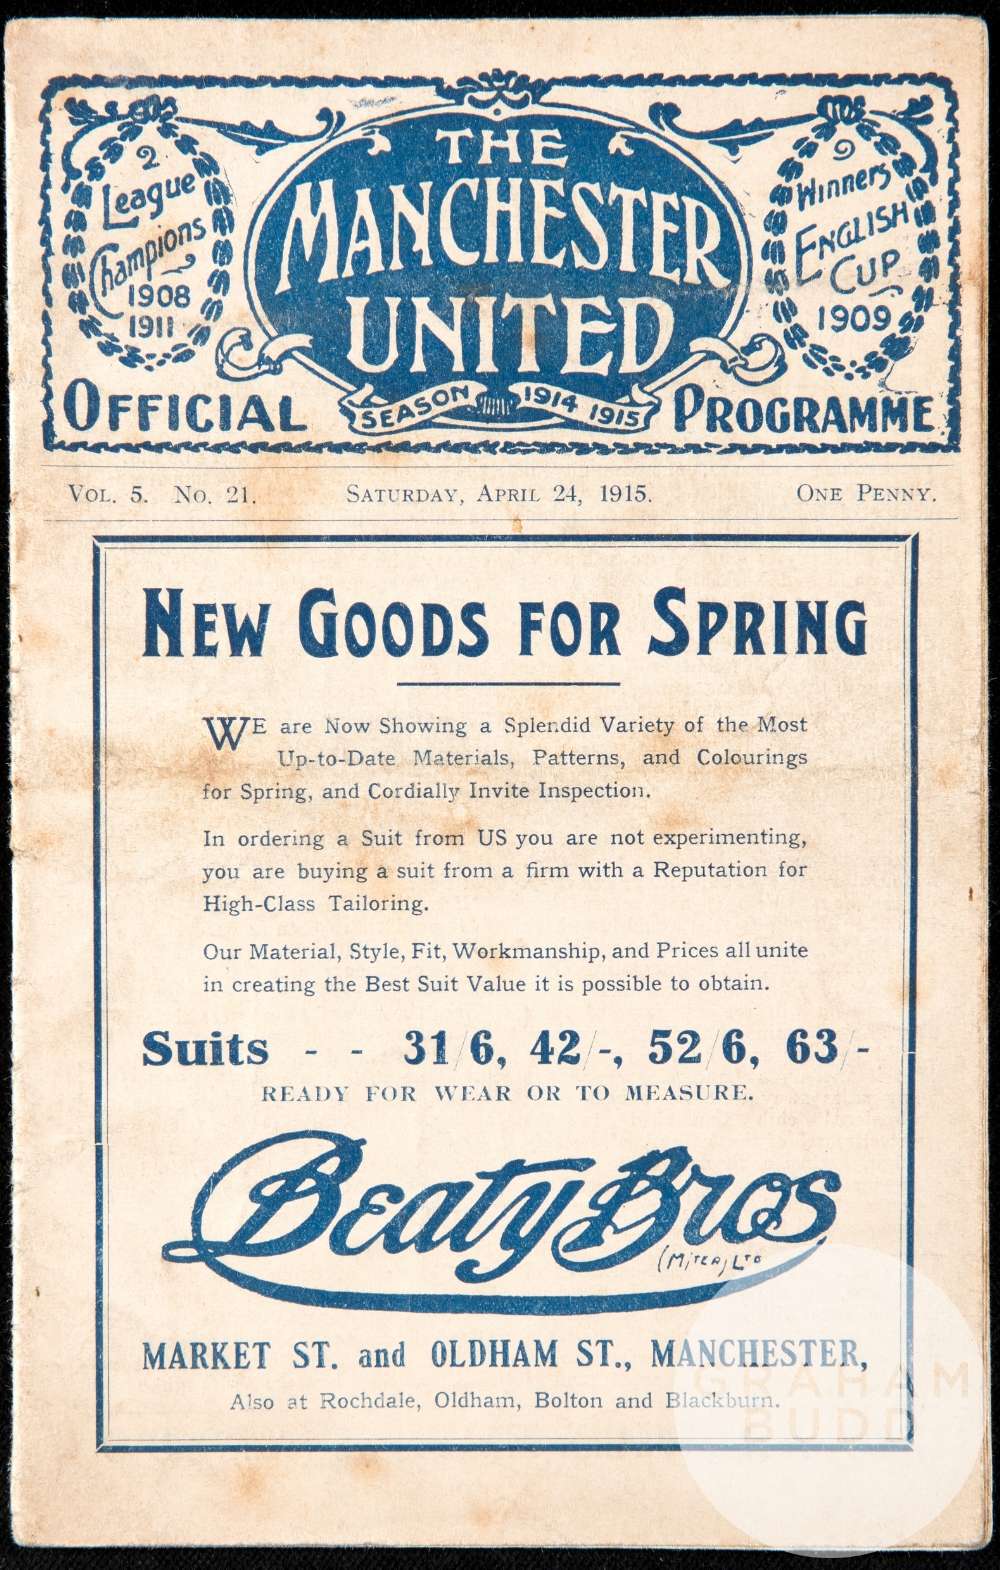 2
League
Champions
1908
1911
THE
MANCHESTER
UNITED
9
Winners
ENGLISH
CUP
1909
OFFICIAL
SEASON 1914 1915
PROGRAMME
VOL. 5. NO. 21. SATURDAY, APRIL 24, 1915. ONE PENNY.
NEW GOODS FOR SPRING
WE are Now Showing a Splendid Variety of the Most
Up-to-Date Materials, Patterns, and Colourings
for Spring, and Cordially Invite Inspection.
In ordering a Suit from US you are not experimenting,
you are buying a suit from a firm with a Reputation for
High-Class Tailoring.
Our Material, Style, Fit, Workmanship, and Prices all unite
in creating the Best Suit Value it is possible to obtain.
Suits - - 31/6, 42/-, 52/6, 63/-
READY FOR WEAR OR TO MEASURE.
Beaty Bros.
(M/TER) LTD
MARKET ST. and OLDHAM ST., MANCHESTER,
Also at Rochdale, Oldham, Bolton and Blackburn.
GRAHAM
BUDD